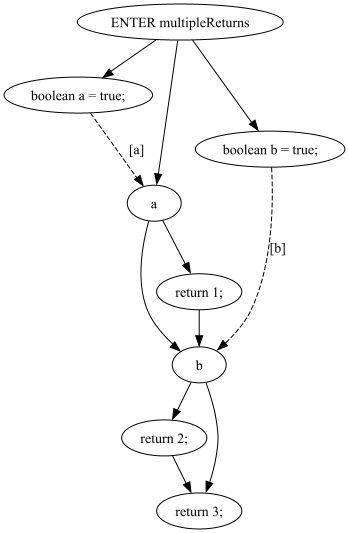 ENTER multipleReturns
boolean a = true;
boolean b = true;
[a]
a
[b]
return 1;
b
return 2;
return 3;